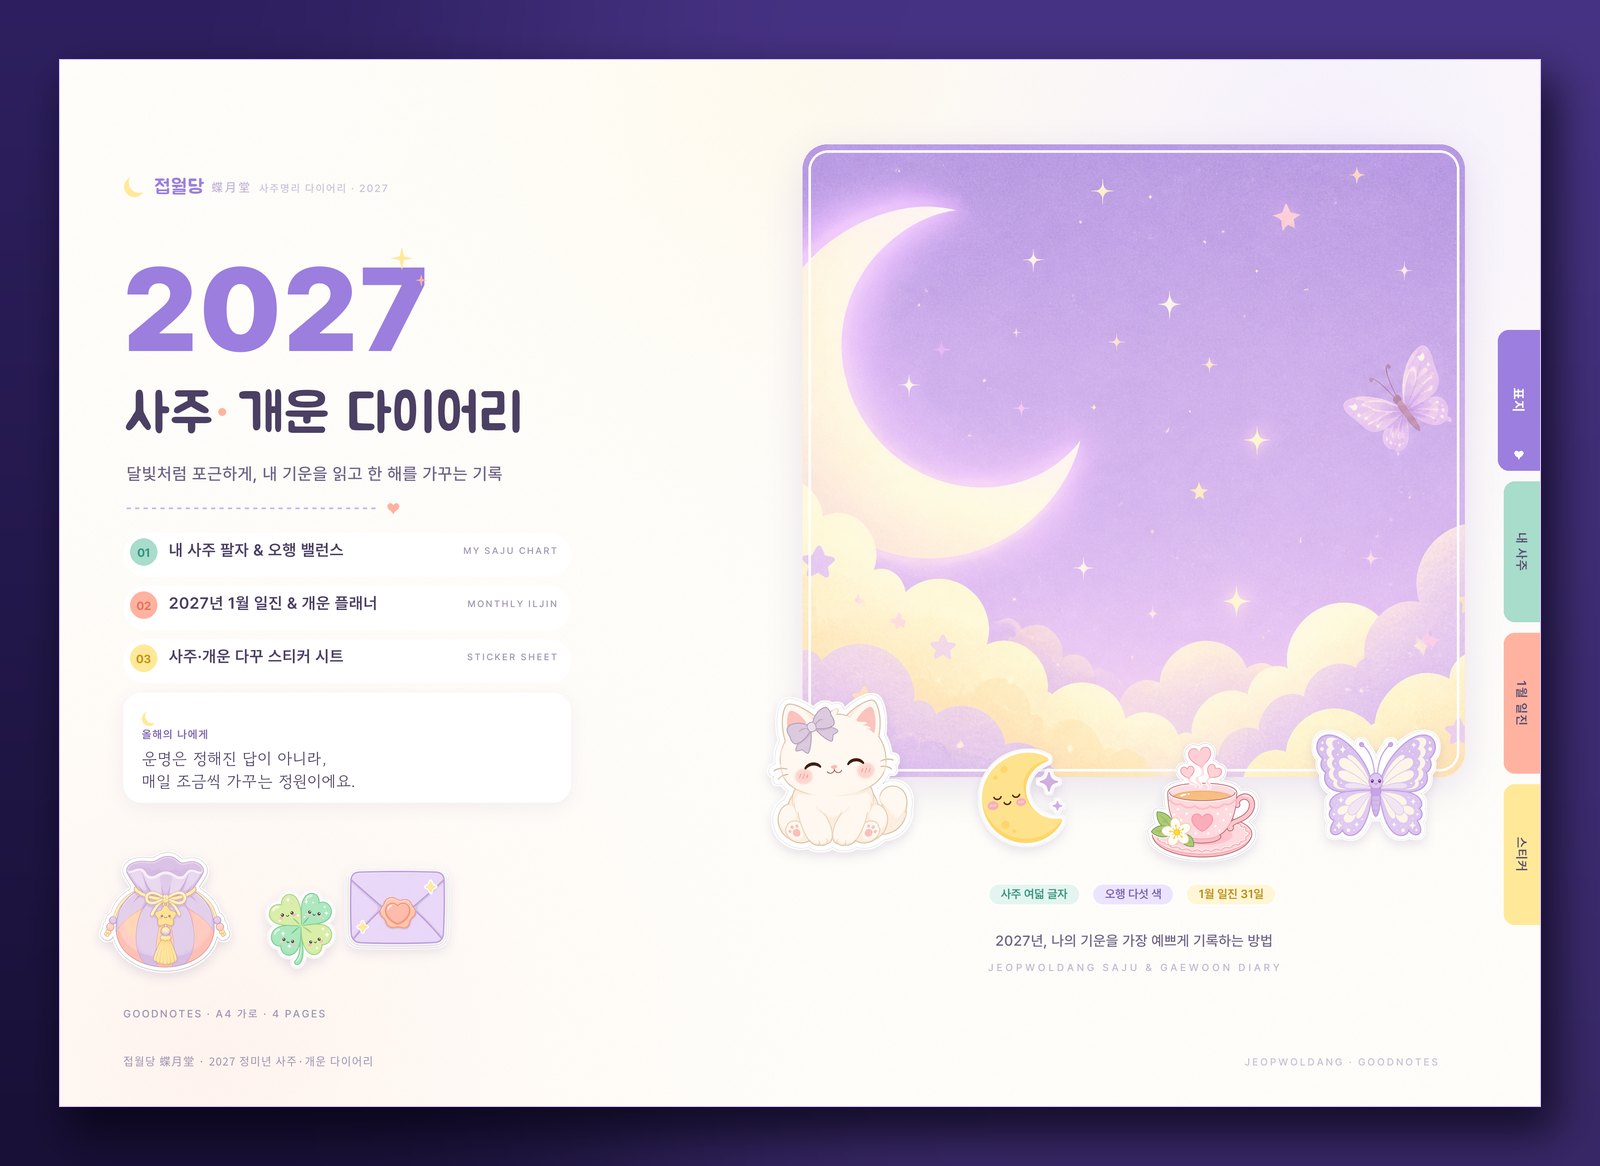 접월당 蝶月堂 사주명리 다이어리 · 2027
2027
사주· 개운 다이어리
달빛처럼 포근하게, 내 기운을 읽고 한 해를 가꾸는 기록
01 내 사주 팔자 & 오행 밸런스 MY SAJU CHART
02 2027년 1월 일진 & 개운 플래너 MONTHLY ILJIN
03 사주·개운 다꾸 스티커 시트 STICKER SHEET
올해의 나에게
운명은 정해진 답이 아니라,
매일 조금씩 가꾸는 정원이에요.
GOODNOTES · A4 가로 · 4 PAGES
접월당 蝶月堂 · 2027 정미년 사주·개운 다이어리
사주 여덟 글자 오행 다섯 색 1월 일진 31일
2027년, 나의 기운을 가장 예쁘게 기록하는 방법
JEOPWOLDANG SAJU & GAEWOON DIARY
JEOPWOLDANG · GOODNOTES
표지
내 사주
1월 일진
스티커